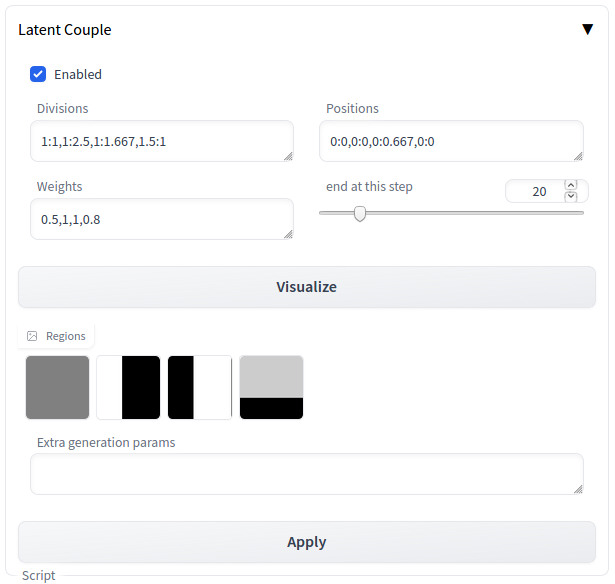 Latent Couple
Enabled
Divisions
Positions
1:1,1:2.5,1:1.667,1.5:1
0:0,0:0,0:0.667,0:0
Weights
end at this step
20
0.5,1,1,0.8
Visualize
Regions
Extra generation params
Apply
Script